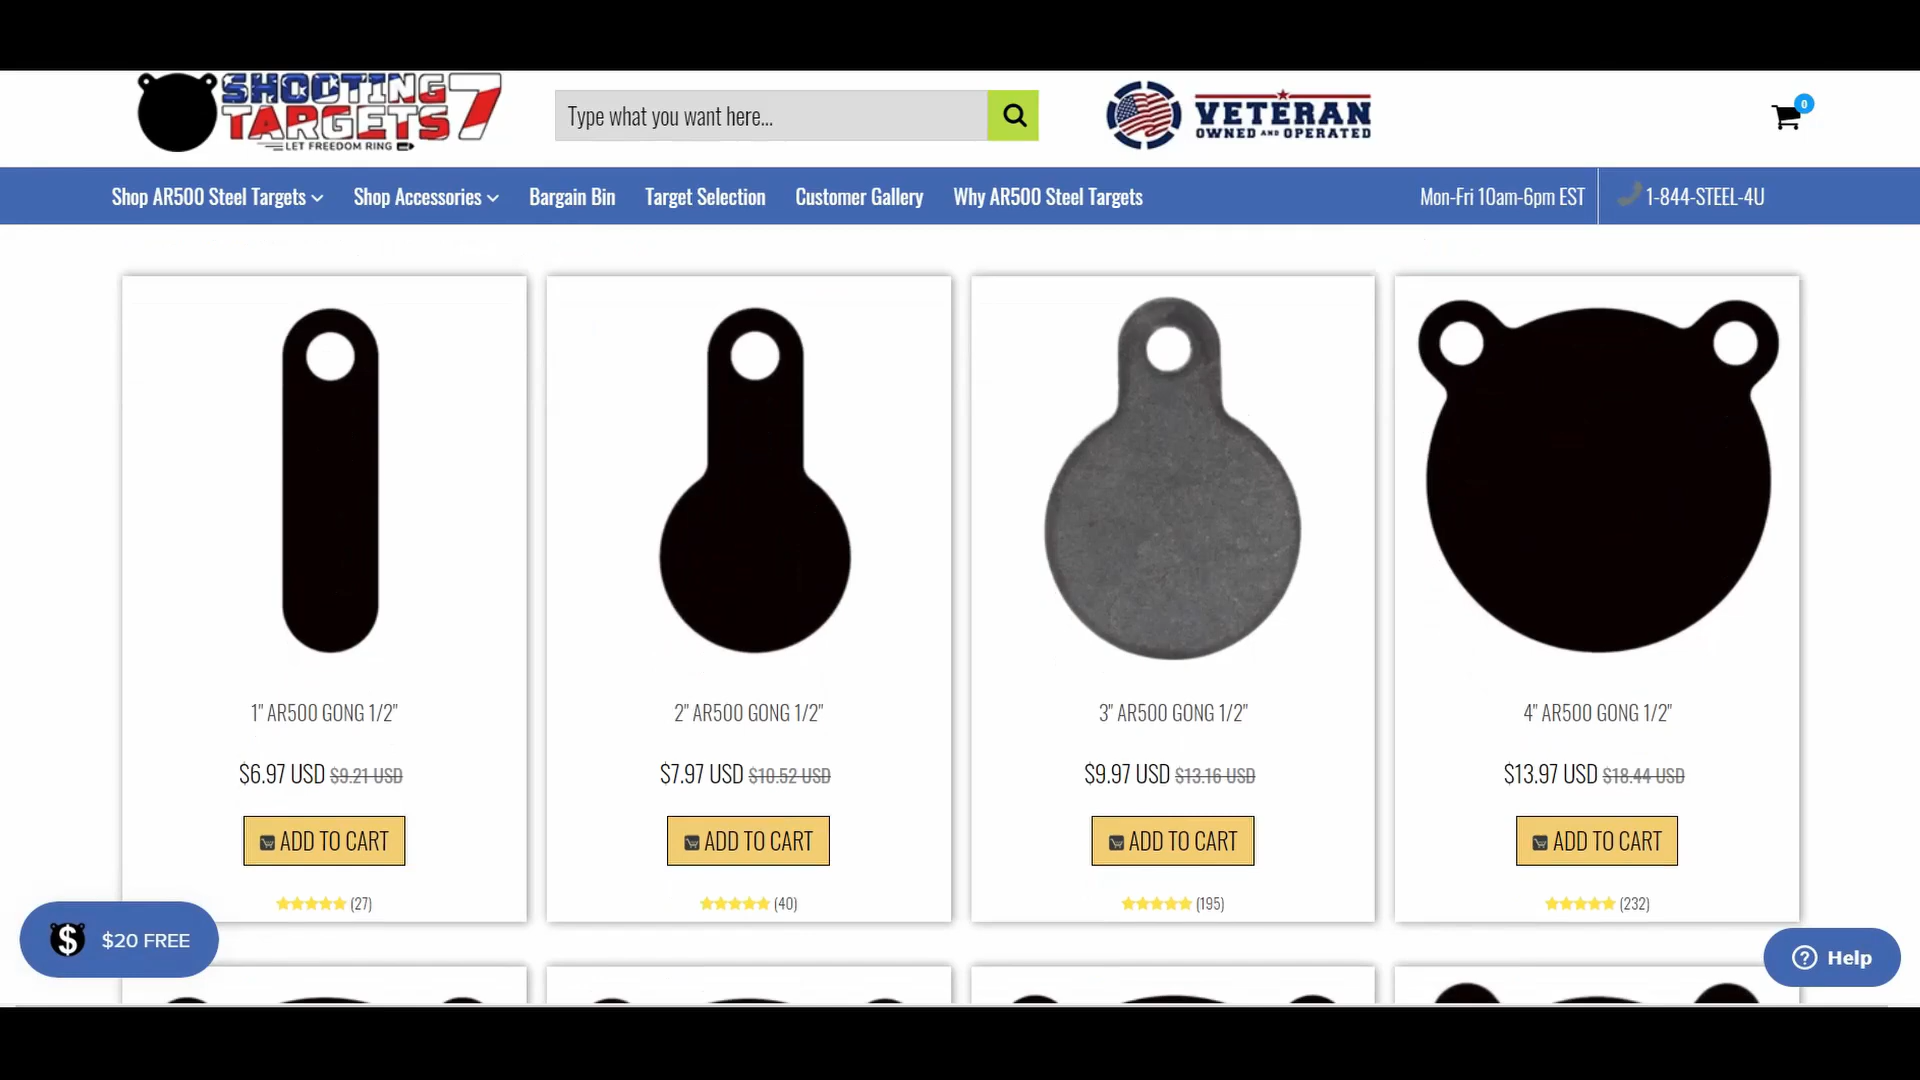 SHOOTING
TARGETS 7
LET FREEDOM RING
Type what you want here...
VETERAN
OWNED AND OPERATED
0
Shop AR500 Steel Targets
Shop Accessories
Bargain Bin
Target Selection
Customer Gallery
Why AR500 Steel Targets
Mon-Fri 10am-6pm EST
1-844-STEEL-4U
1" AR500 GONG 1/2"
$6.97 USD $9.21 USD
ADD TO CART
(27)
2" AR500 GONG 1/2"
$7.97 USD $10.52 USD
ADD TO CART
(40)
3" AR500 GONG 1/2"
$9.97 USD $13.16 USD
ADD TO CART
(195)
4" AR500 GONG 1/2"
$13.97 USD $18.44 USD
ADD TO CART
(232)
$ $20 FREE
? Help